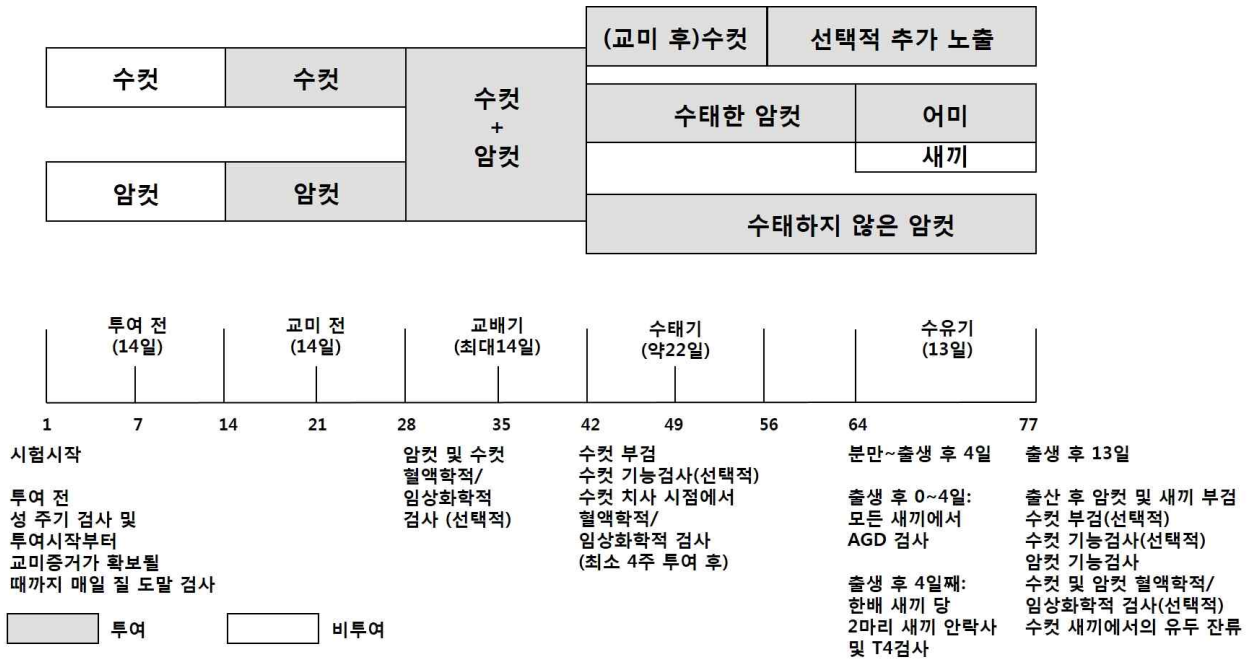 (교미 후)수컷
선택적 추가 노출
수컷
수컷
수컷
+
암컷
수태한 암컷
어미
새끼
암컷
암컷
수태하지 않은 암컷
투여 전
(14일)
교미 전
(14일)
교배기
(최대14일)
수태기
(약22일)
수유기
(13일)
1
7
14
21
28
35
42
49
56
64
77
시험시작
투여 전
성 주기 검사 및
투여시작부터
교미증거가 확보될
때까지 매일 질 도말 검사
암컷 및 수컷
혈액학적/
임상화학적
검사 (선택적)
수컷 부검
수컷 기능검사(선택적)
수컷 치사 시점에서
혈액학적/
임상화학적 검사
(최소 4주 투여 후)
분만~출생 후 4일
출생 후 0~4일:
모든 새끼에서
AGD 검사
출생 후 4일째:
한배 새끼 당
2마리 새끼 안락사
및 T4검사
출생 후 13일
출산 후 암컷 및 새끼 부검
수컷 부검(선택적)
수컷 기능검사(선택적)
암컷 기능검사
수컷 및 암컷 혈액학적/
임상화학적 검사(선택적)
수컷 새끼에서의 유두 잔류
투여
비투여